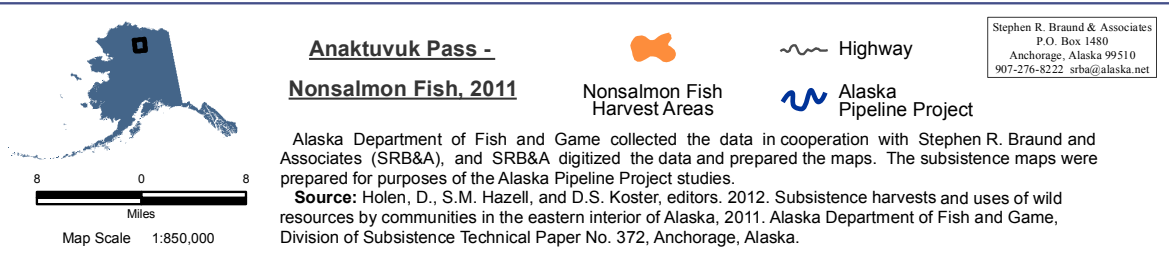 Anaktuvuk Pass -
Nonsalmon Fish, 2011
Nonsalmon Fish
Harvest Areas
Highway
Alaska
Pipeline Project
Stephen R. Braund & Associates
P.O. Box 1480
Anchorage, Alaska 99510
907-276-8222 srba@alaska.net
8 0 8
Miles
Map Scale 1:850,000
Alaska Department of Fish and Game collected the data in cooperation with Stephen R. Braund and
Associates (SRB&A), and SRB&A digitized the data and prepared the maps. The subsistence maps were
prepared for purposes of the Alaska Pipeline Project studies.
Source: Holen, D., S.M. Hazell, and D.S. Koster, editors. 2012. Subsistence harvests and uses of wild
resources by communities in the eastern interior of Alaska, 2011. Alaska Department of Fish and Game,
Division of Subsistence Technical Paper No. 372, Anchorage, Alaska.